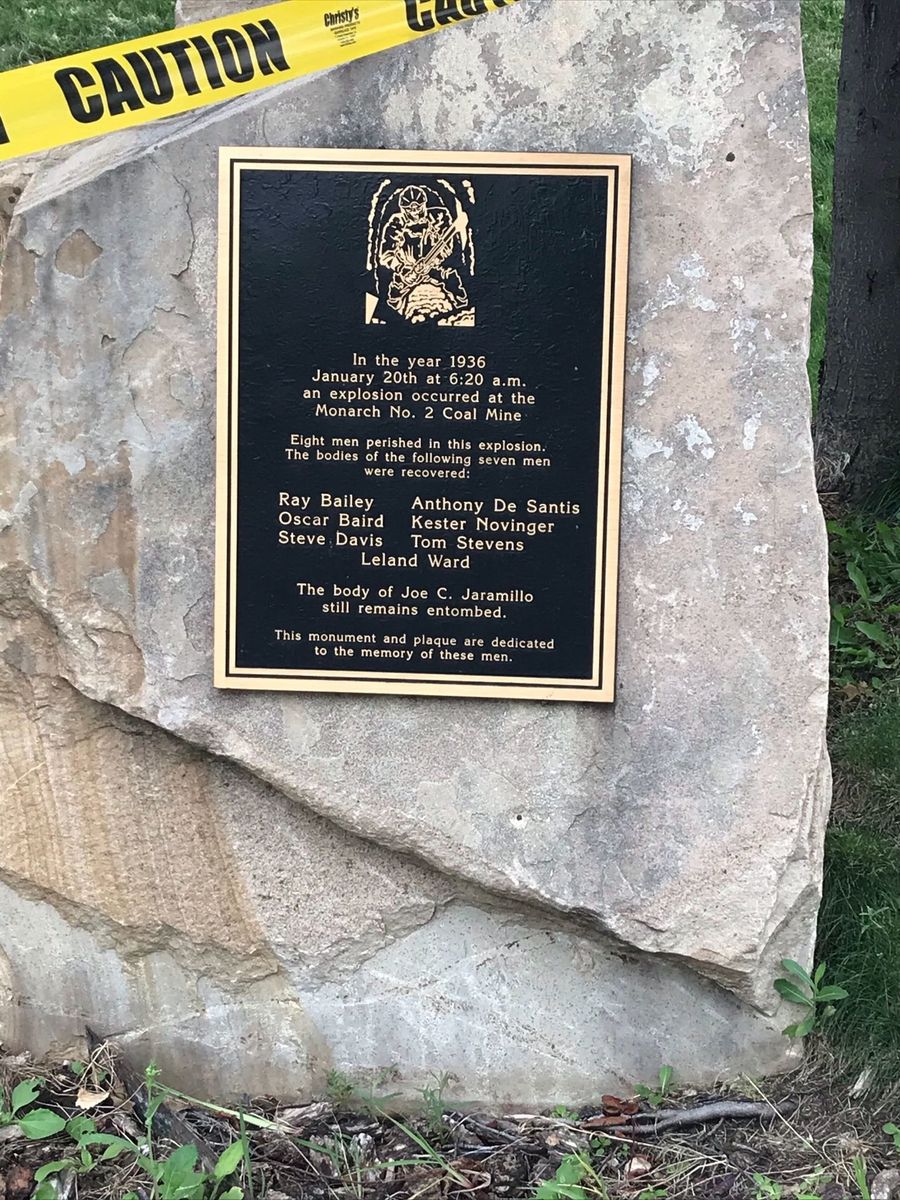 CAUTION
Christy's
CAU
In the year 1936
January 20th at 6:20 a.m.
an explosion occurred at the
Monarch No. 2 Coal Mine
Eight men perished in this explosion.
The bodies of the following seven men
were recovered:
Ray Bailey Anthony De Santis
Oscar Baird Kester Novinger
Steve Davis Tom Stevens
Leland Ward
The body of Joe C. Jaramillo
still remains entombed.
This monument and plaque are dedicated
to the memory of these men.